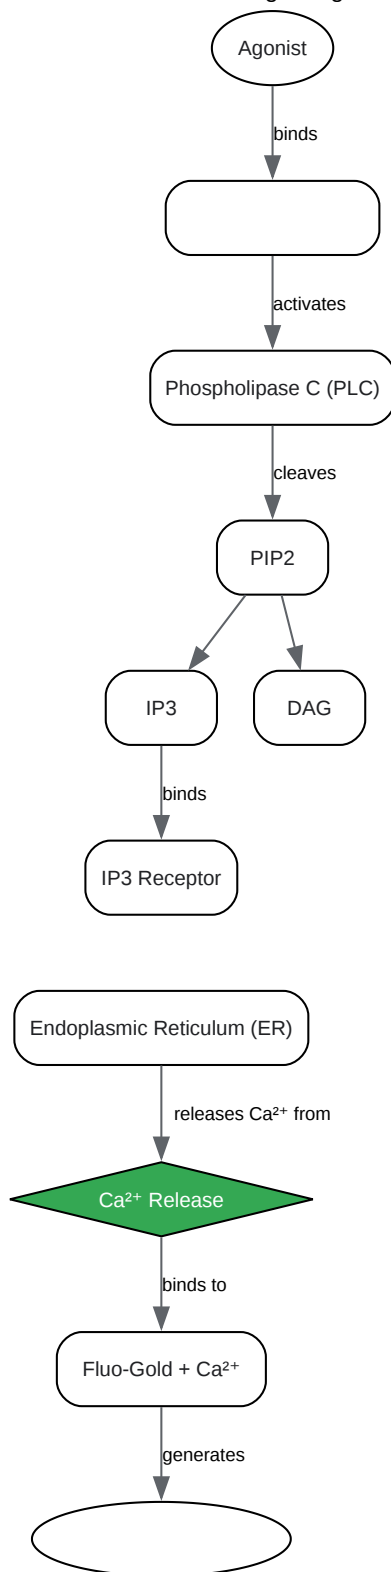 Agonist
binds
activates
Phospholipase C (PLC)
cleaves
PIP2
IP3
DAG
binds
IP3 Receptor
Endoplasmic Reticulum (ER)
releases Ca²⁺ from
Ca²⁺ Release
binds to
Fluo-Gold + Ca²⁺
generates